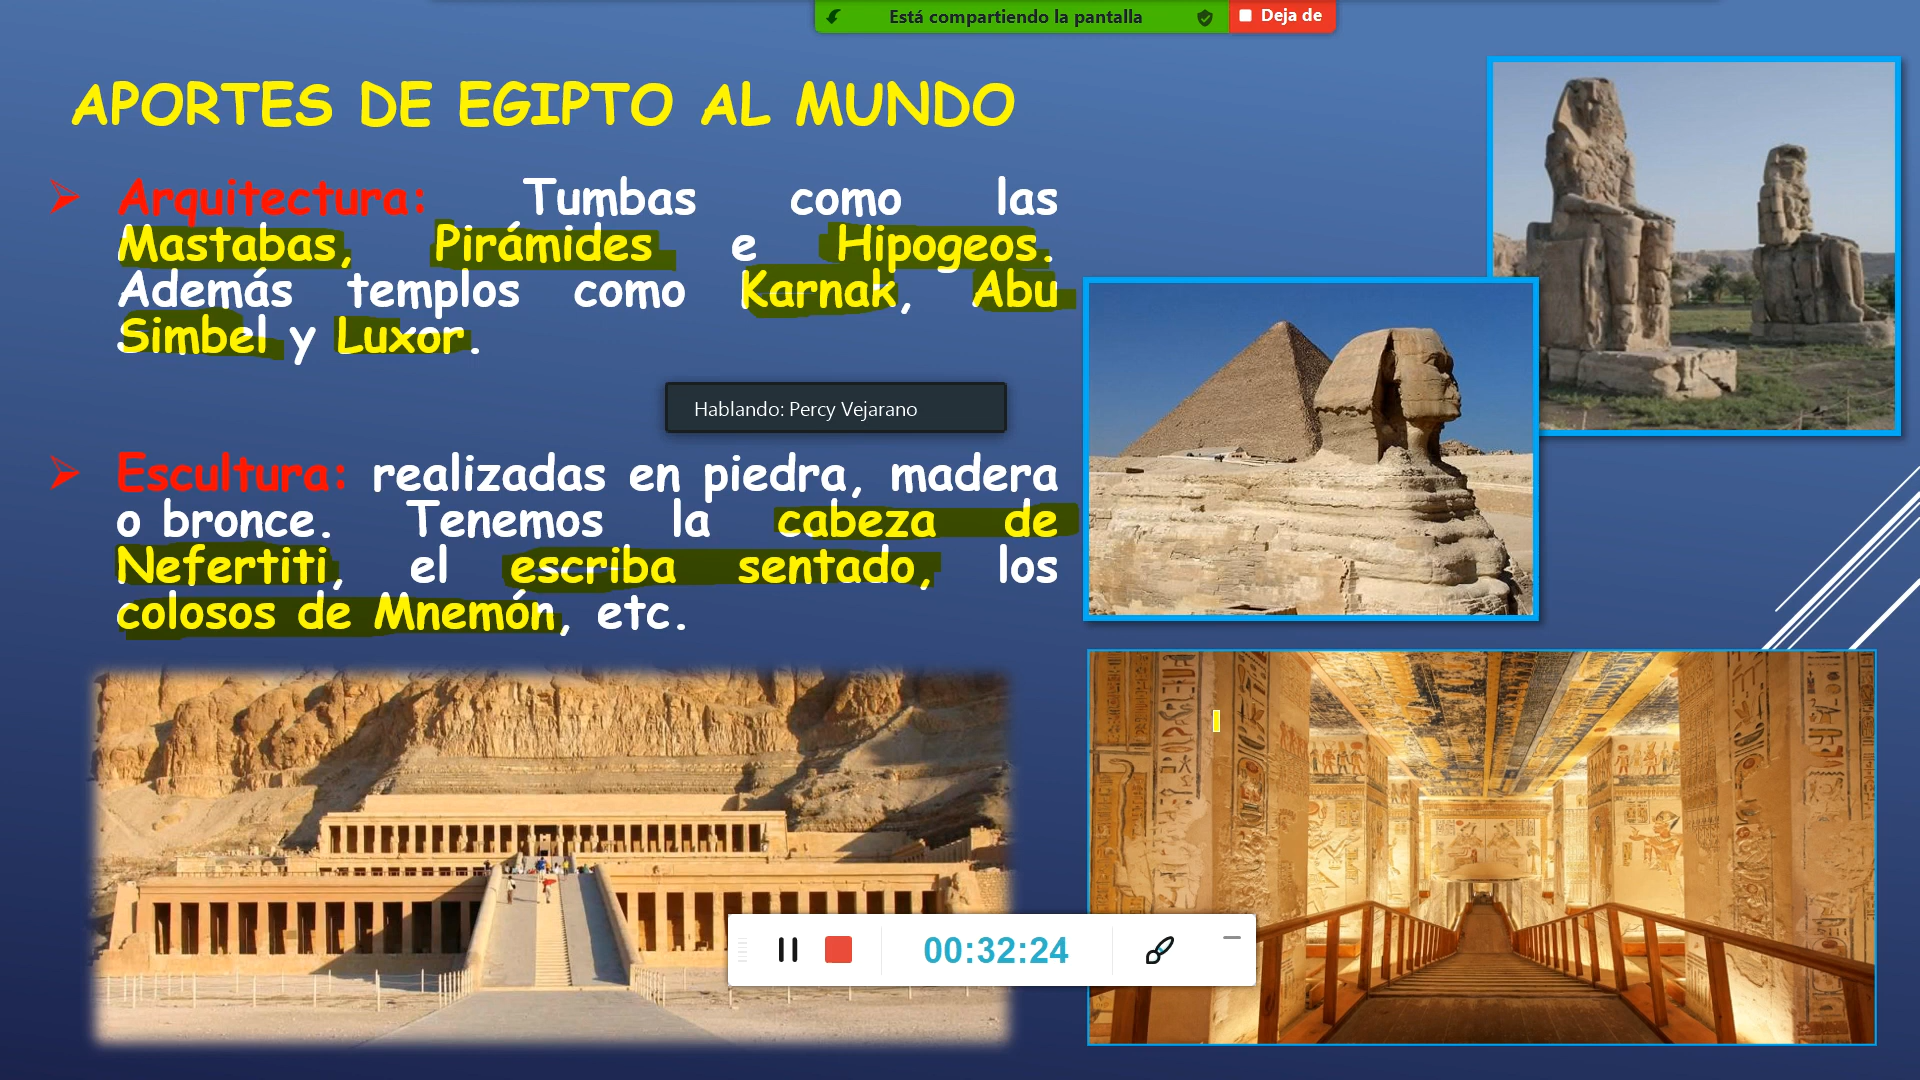 Está compartiendo la pantalla
Deja de
APORTES DE EGIPTO AL MUNDO
Arquitectura: Tumbas como las
Mastabas, Pirámides e Hipogeos.
Además templos como Karnak, Abu
Simbel y Luxor.
Hablando: Percy Vejarano
Escultura: realizadas en piedra, madera
o bronce. Tenemos la cabeza de
Nefertiti, el escriba sentado, los
colosos de Mnemón, etc.
00:32:24